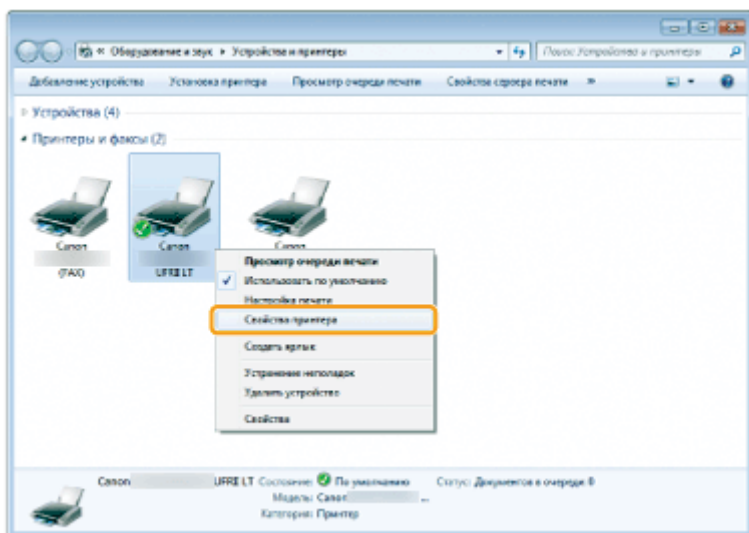 « Оборудование и звук ▸ Устройства и принтеры
Поиск: Устройства и принтеры
Добавление устройства Установка принтера Просмотр очереди печати Свойства сервера печати »
Устройства (4)
Принтеры и факсы (2)
Canon Canon Canon
(FAX) UFRII LT
Просмотр очереди печати
Использовать по умолчанию
Настройка печати
Свойства принтера
Создать ярлык
Устранение неполадок
Удалить устройство
Свойства
Canon UFRII LT Состояние: По умолчанию Статус: Документов в очереди: 0
Модель: Canon ...
Категория: Принтер